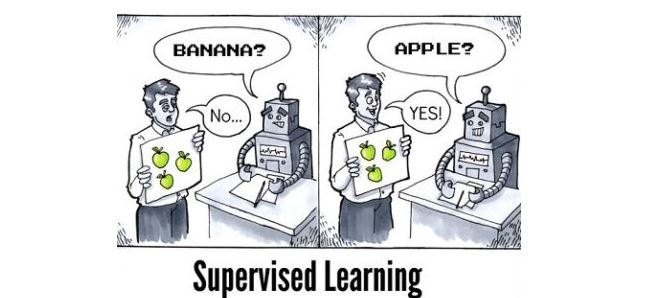 BANANA?
No...
APPLE?
YES!
Supervised Learning